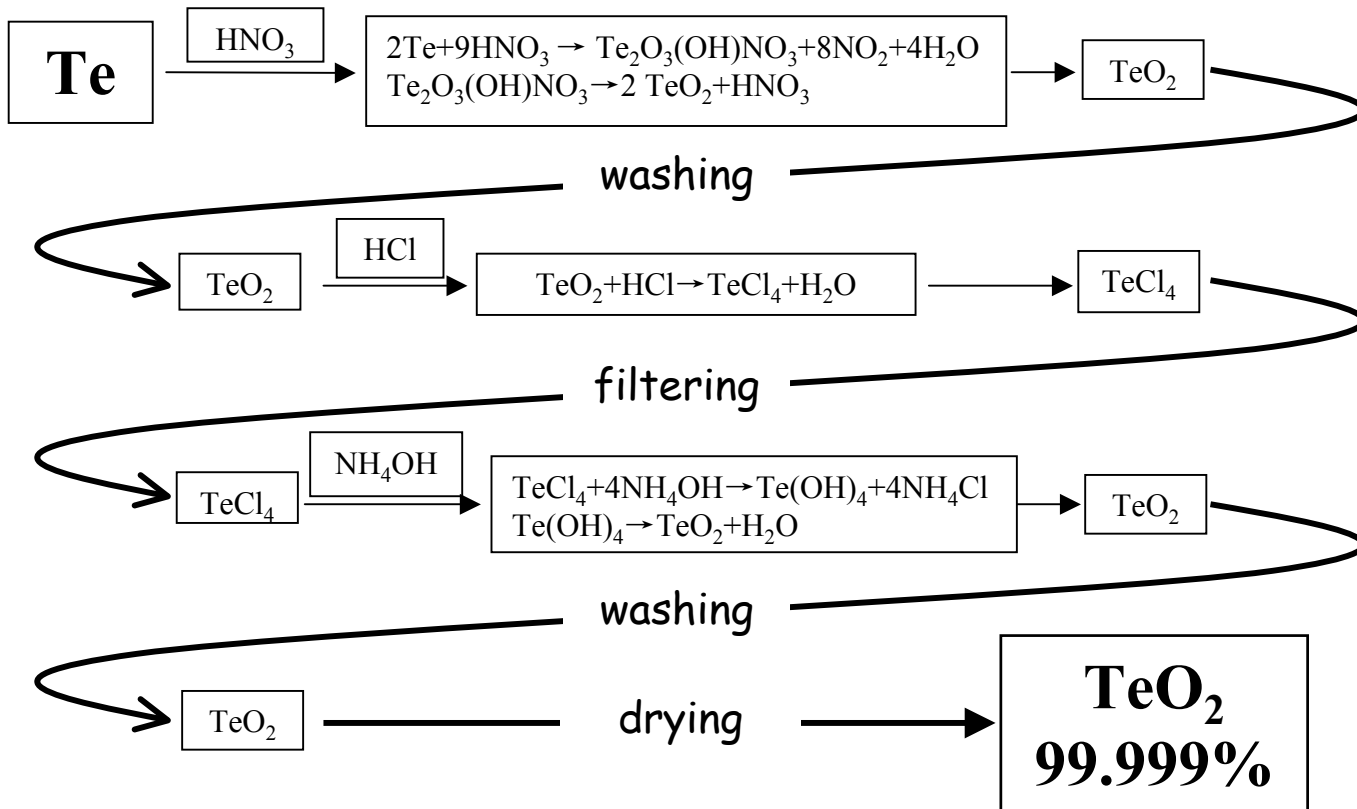 Te
HNO₃
2Te+9HNO₃→ Te₂O₃(OH)NO₃+8NO₂+4H₂O
Te₂O₃(OH)NO₃→2 TeO₂+HNO₃
TeO₂
washing
TeO₂
HCl
TeO₂+HCl→TeCl₄+H₂O
TeCl₄
filtering
TeCl₄
NH₄OH
TeCl₄+4NH₄OH→Te(OH)₄+4NH₄Cl
Te(OH)₄→TeO₂+H₂O
TeO₂
washing
TeO₂
drying
TeO₂
99.999%